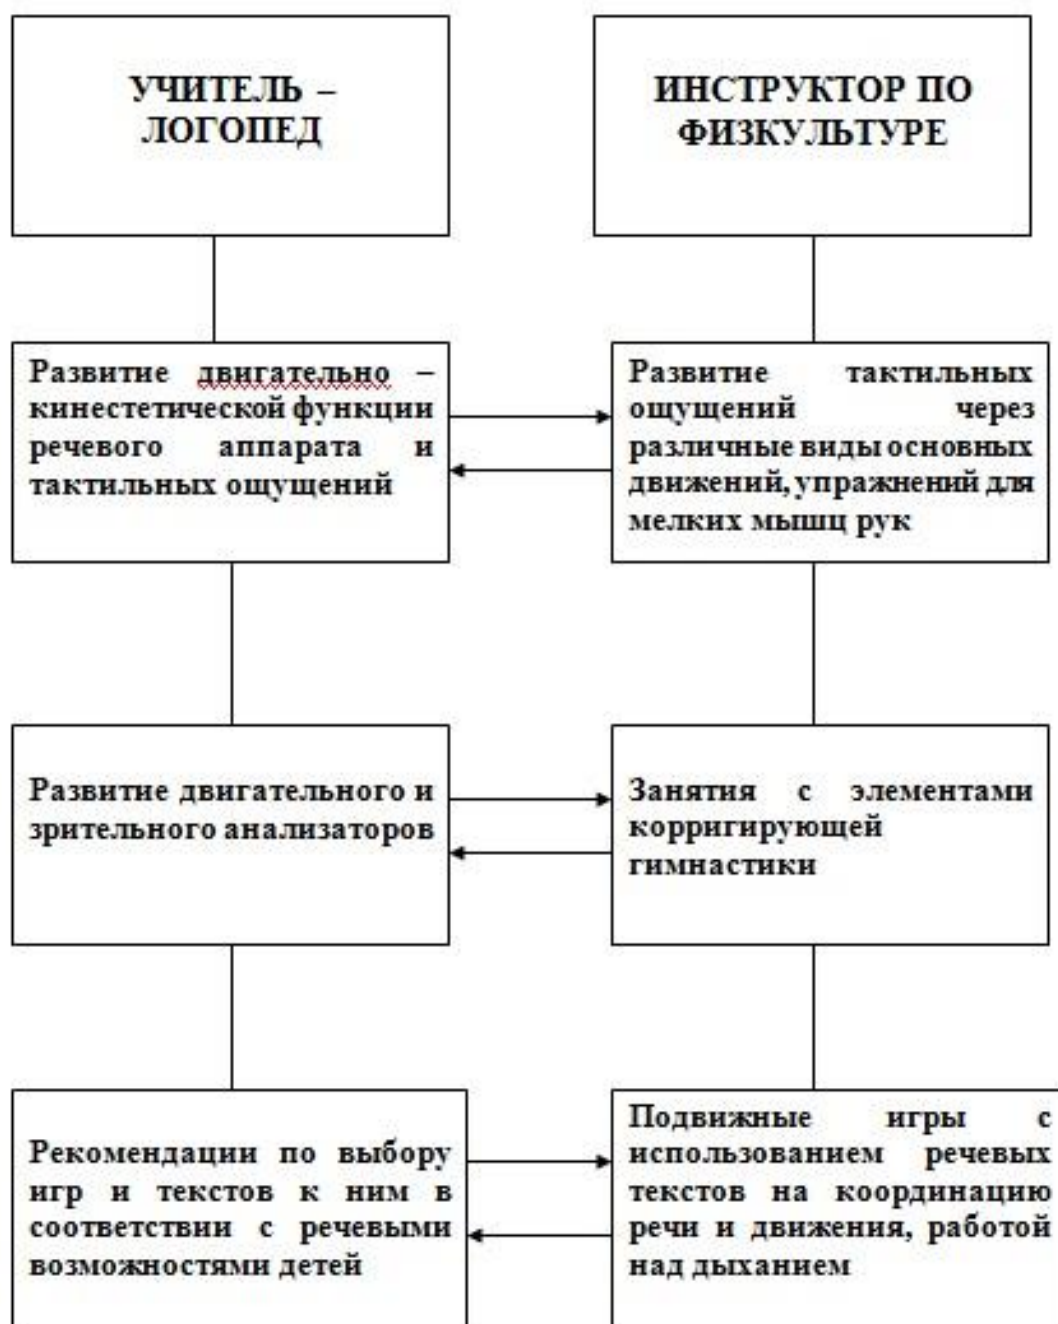 УЧИТЕЛЬ –
ЛОГОПЕД
ИНСТРУКТОР ПО
ФИЗКУЛЬТУРЕ
Развитие двигательно –
кинестетической функции
речевого аппарата и
тактильных ощущений
Развитие тактильных
ощущений через
различные виды основных
движений, упражнений для
мелких мышц рук
Развитие двигательного и
зрительного анализаторов
Занятия с элементами
корригирующей
гимнастики
Рекомендации по выбору
игр и текстов к ним в
соответствии с речевыми
возможностями детей
Подвижные игры с
использованием речевых
текстов на координацию
речи и движения, работой
над дыханием